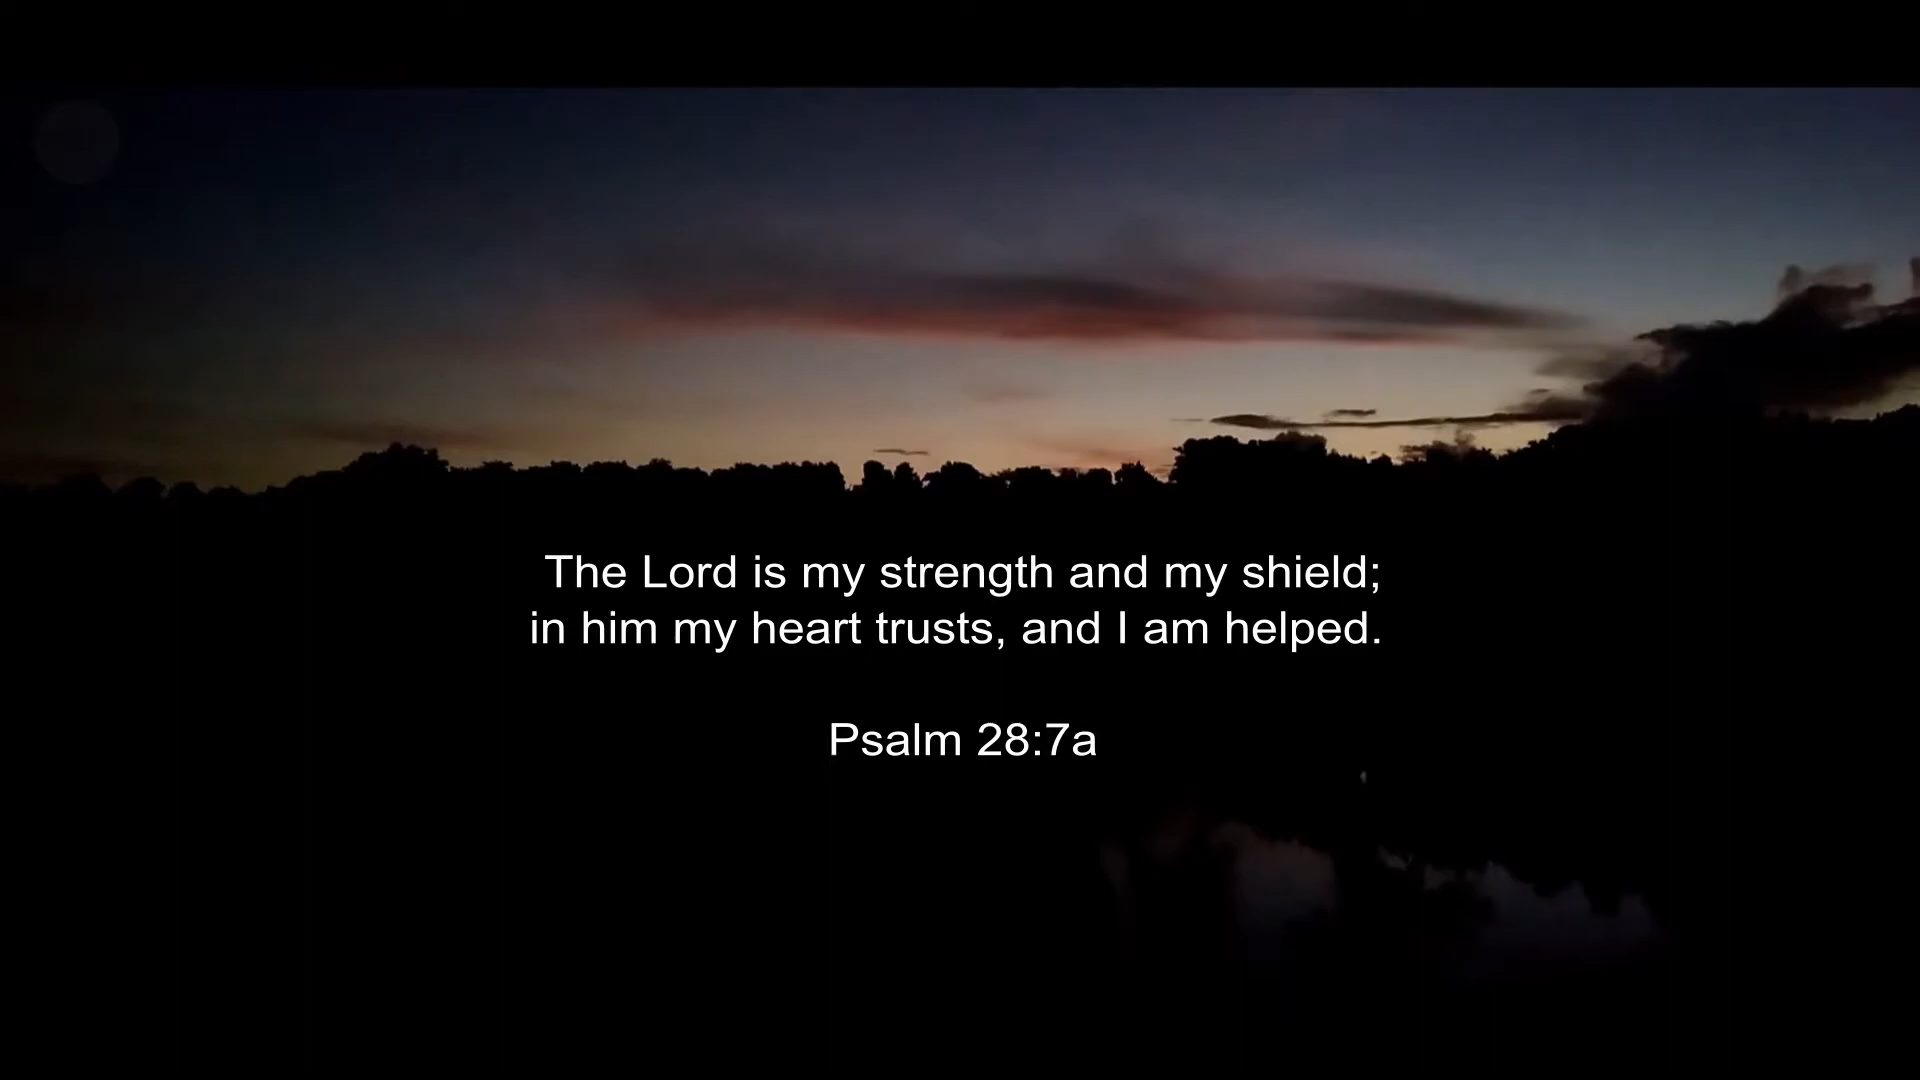 The Lord is my strength and my shield;
in him my heart trusts, and I am helped.
Psalm 28:7a